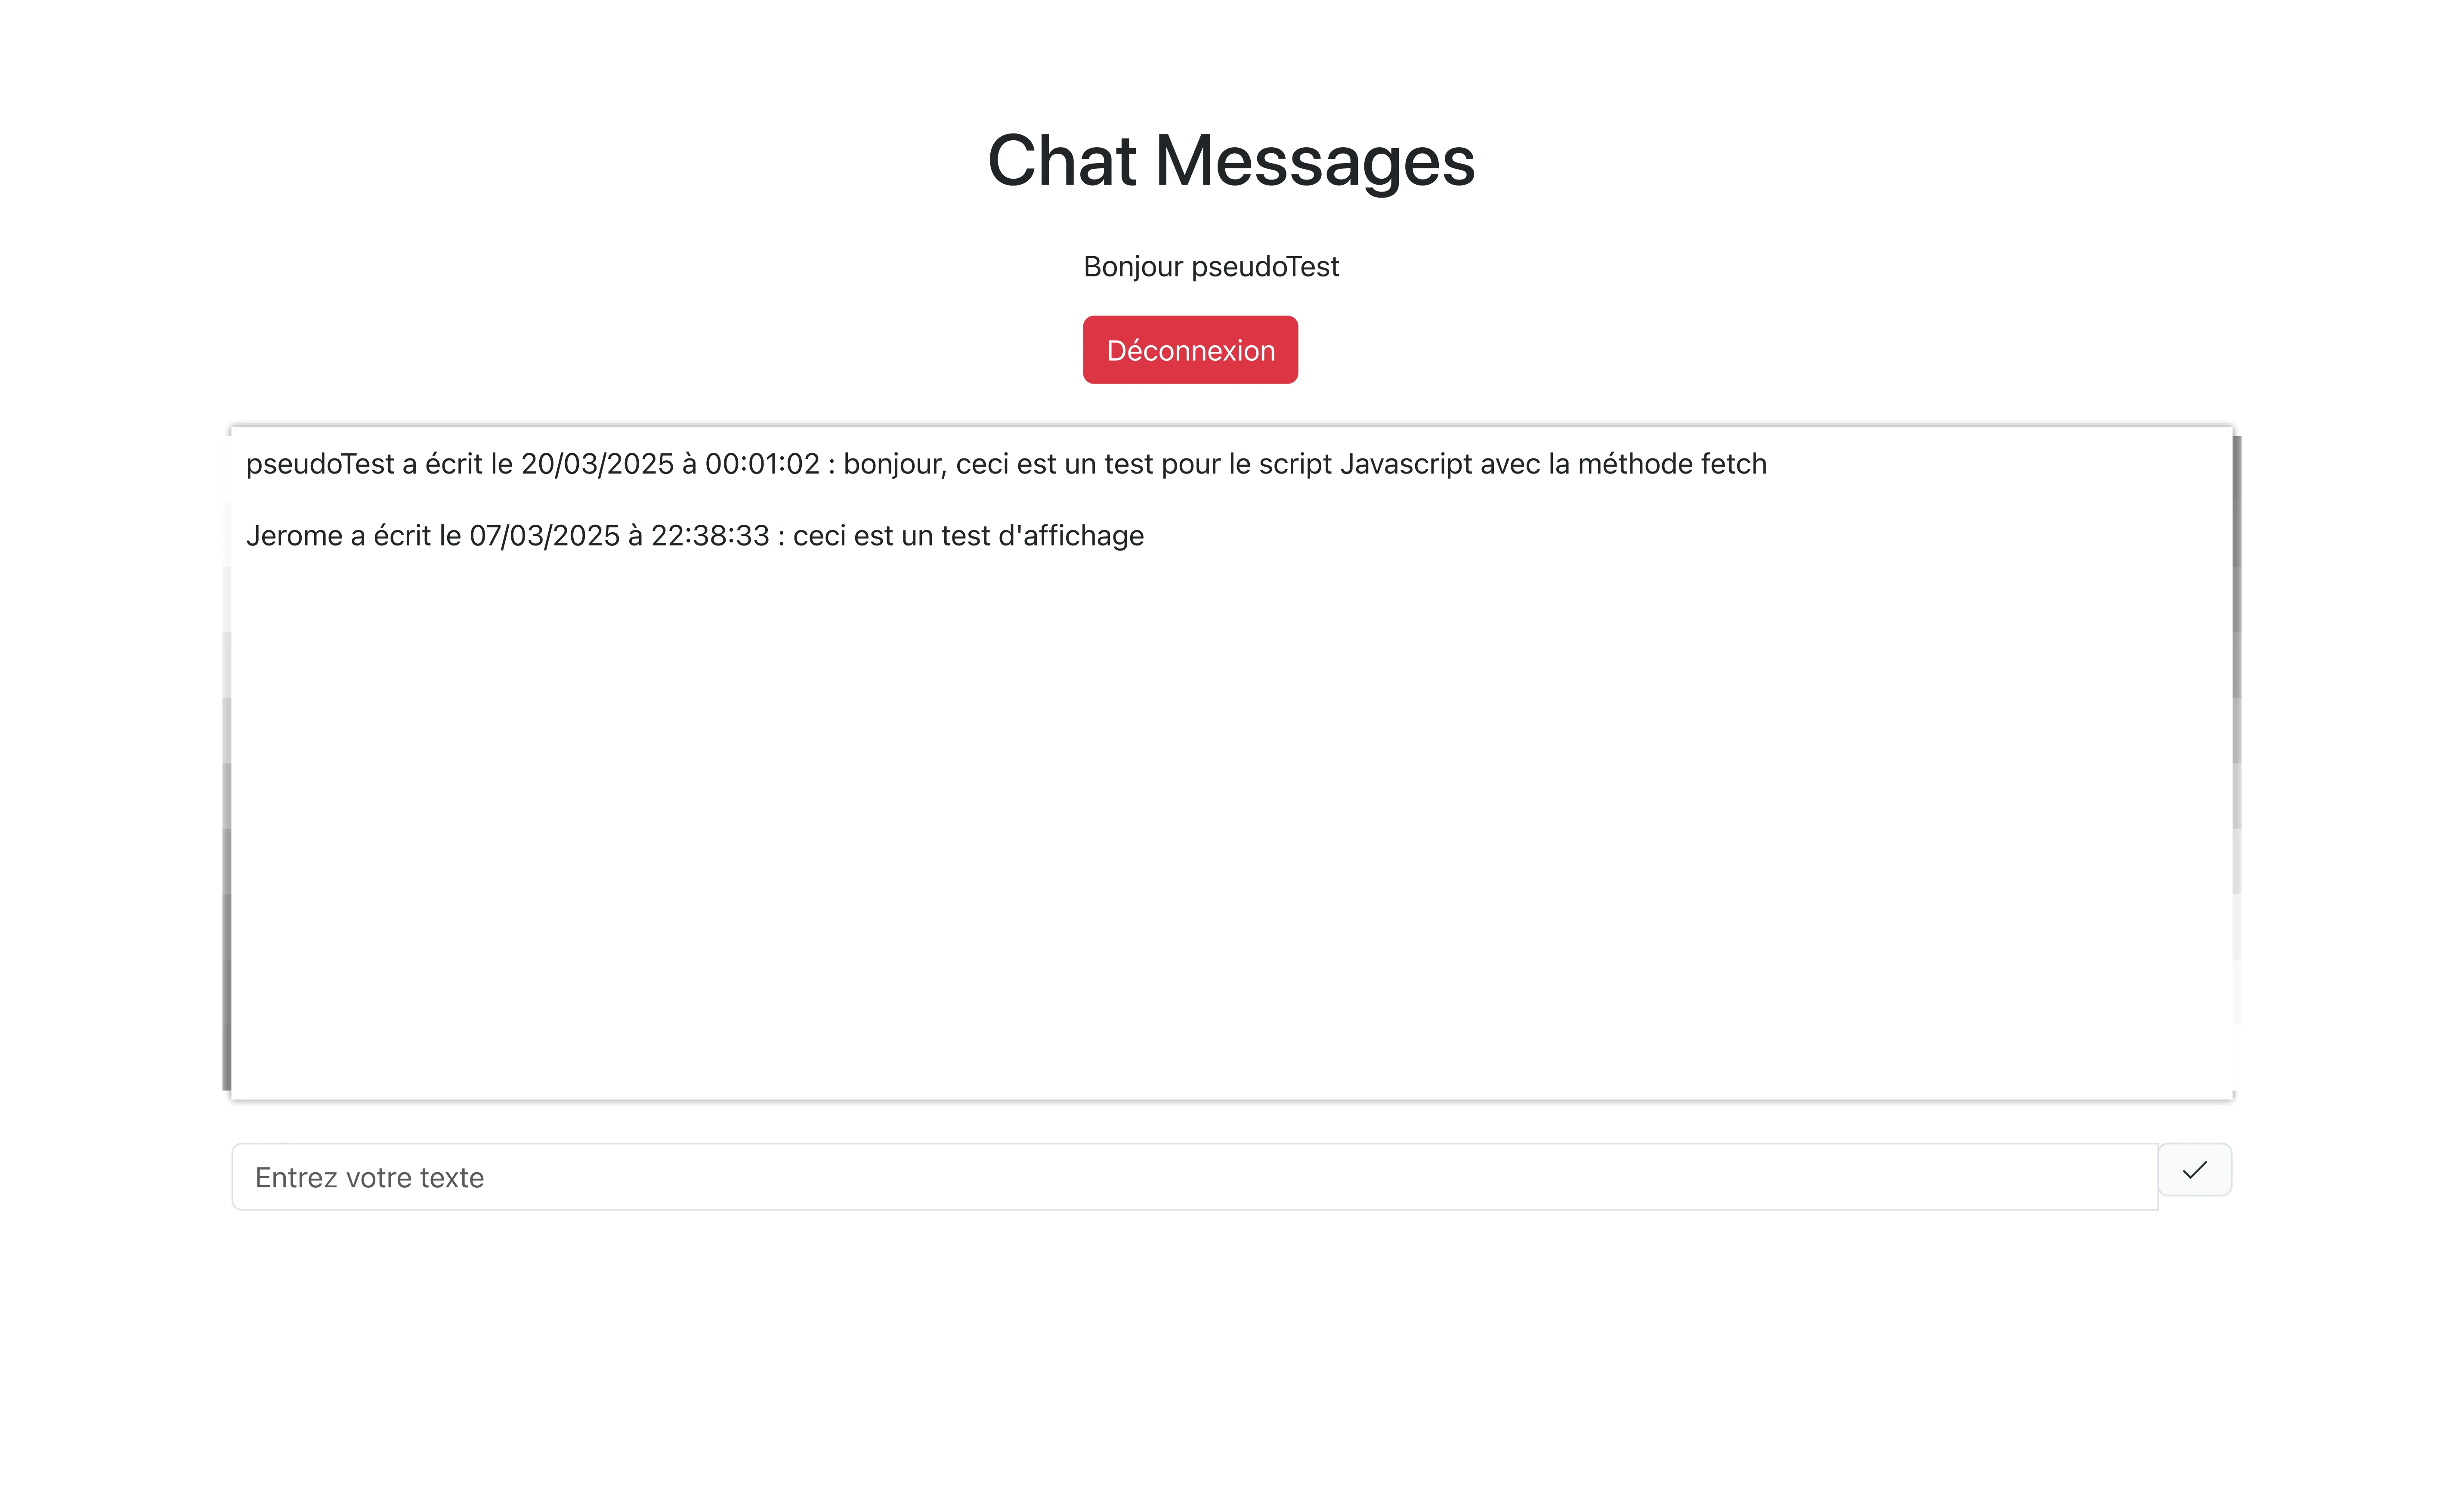 Chat Messages
Bonjour pseudoTest
Déconnexion
pseudoTest a écrit le 20/03/2025 à 00:01:02 : bonjour, ceci est un test pour le script Javascript avec la méthode fetch
Jerome a écrit le 07/03/2025 à 22:38:33 : ceci est un test d'affichage
Entrez votre texte